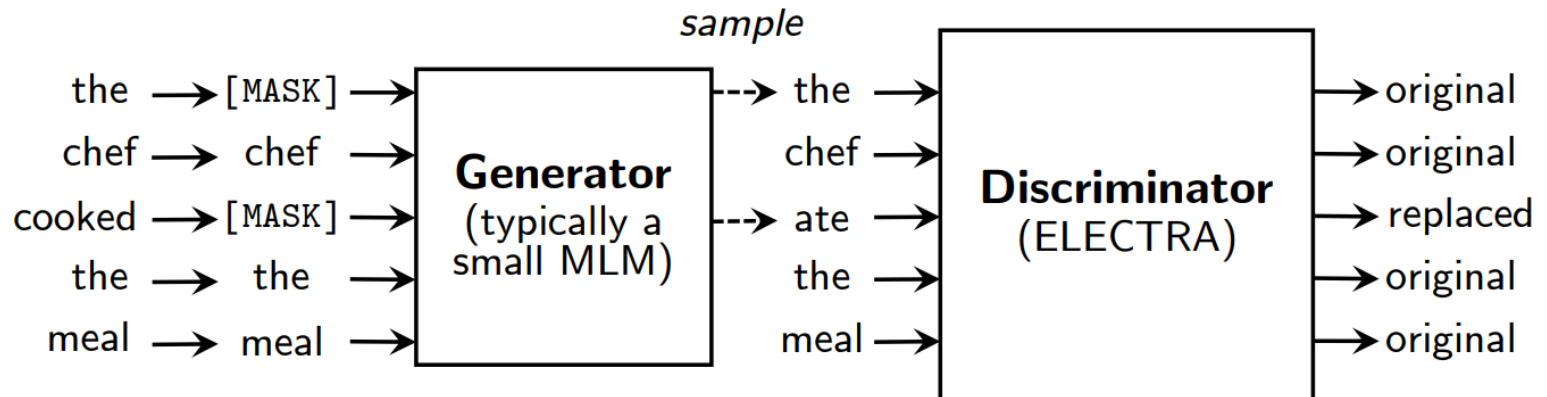 sample
the [MASK] the original
chef chef chef original
Generator
Discriminator
cooked [MASK] (typically a ate (ELECTRA) replaced
small MLM)
the the the original
meal meal meal original